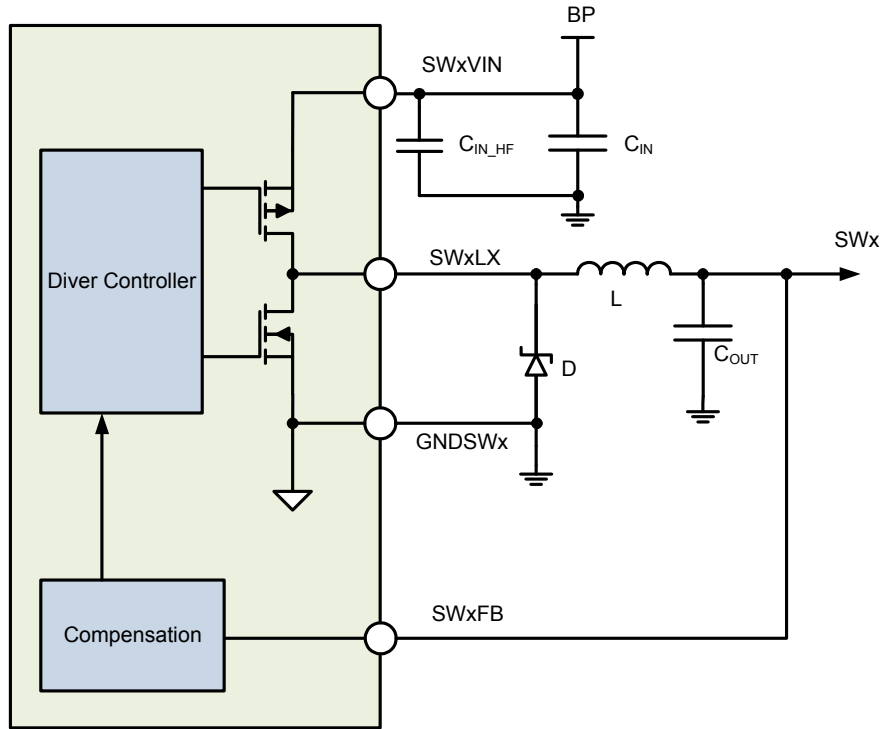 BP
SWxVIN
C_IN_HF
C_IN
Diver Controller
SWxLX
SWx
L
C_OUT
D
GNDSWx
SWxFB
Compensation